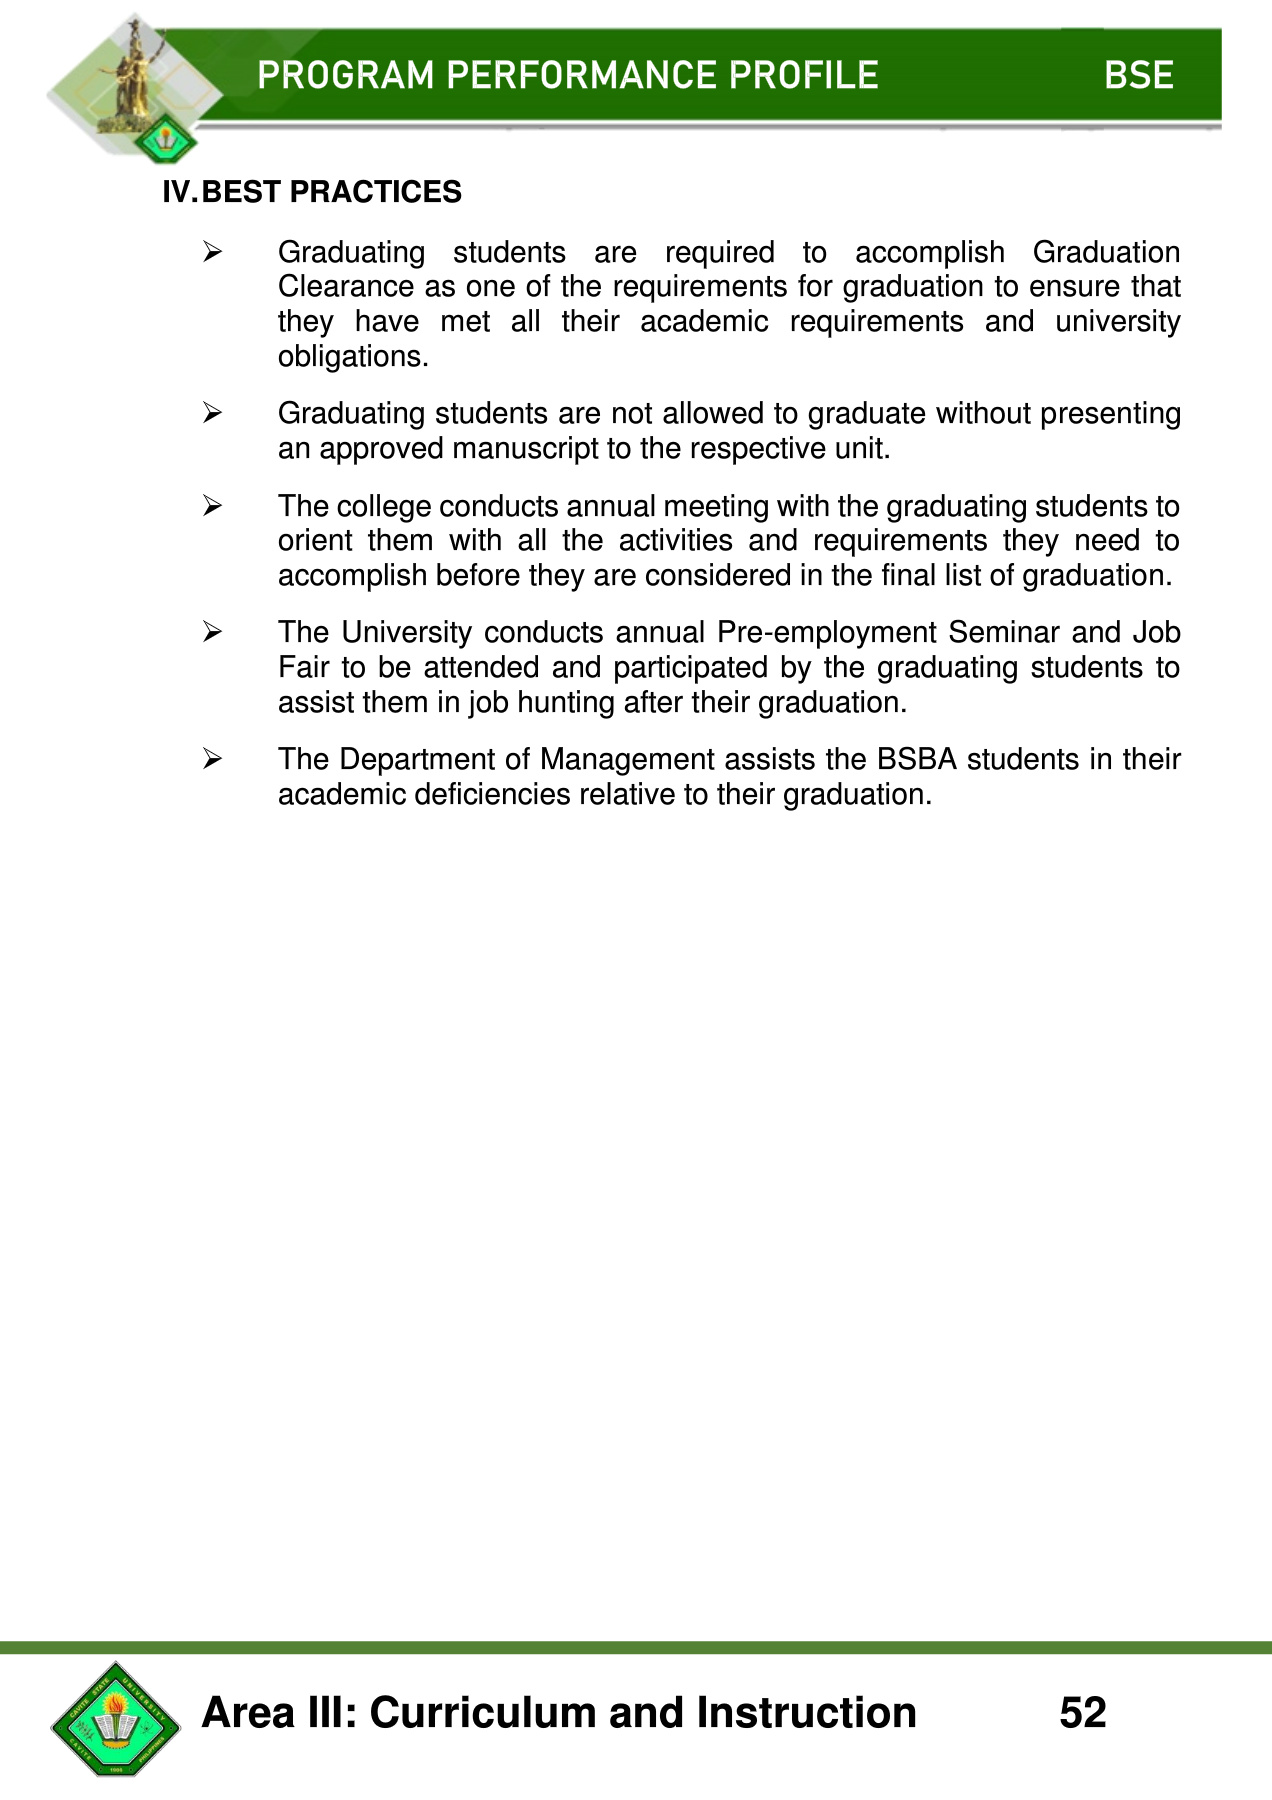 PROGRAM PERFORMANCE PROFILE BSE
IV. BEST PRACTICES
➢ Graduating students are required to accomplish Graduation
Clearance as one of the requirements for graduation to ensure that
they have met all their academic requirements and university
obligations.
➢ Graduating students are not allowed to graduate without presenting
an approved manuscript to the respective unit.
➢ The college conducts annual meeting with the graduating students to
orient them with all the activities and requirements they need to
accomplish before they are considered in the final list of graduation.
➢ The University conducts annual Pre-employment Seminar and Job
Fair to be attended and participated by the graduating students to
assist them in job hunting after their graduation.
➢ The Department of Management assists the BSBA students in their
academic deficiencies relative to their graduation.
CAVITE STATE UNIVERSITY
CAVITE PHILIPPINES
1906
Area III: Curriculum and Instruction 52